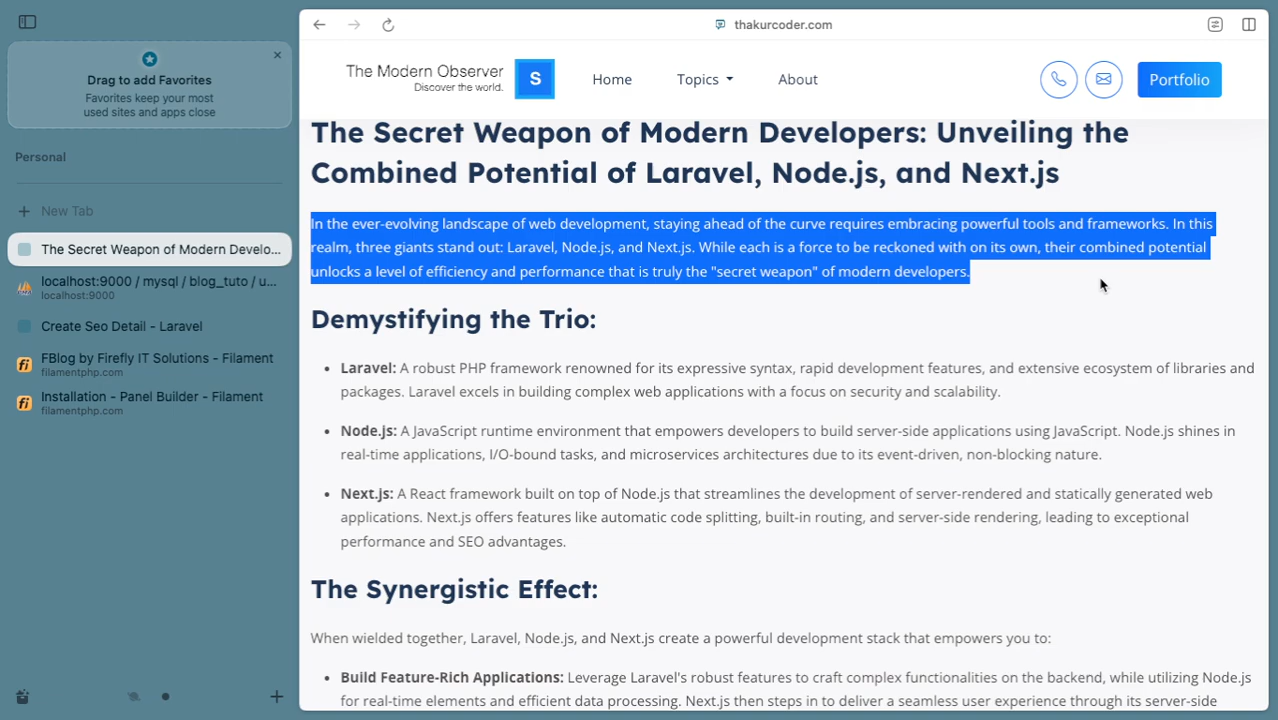 thakurcoder.com
Drag to add Favorites
Favorites keep your most
used sites and apps close
Personal
New Tab
The Secret Weapon of Modern Develo...
localhost:9000 / mysql / blog_tuto / u...
localhost:9000
Create Seo Detail - Laravel
FBlog by Firefly IT Solutions - Filament
filamentphp.com
Installation - Panel Builder - Filament
filamentphp.com
The Modern Observer
Discover the world.
S
Home
Topics
About
Portfolio
The Secret Weapon of Modern Developers: Unveiling the
Combined Potential of Laravel, Node.js, and Next.js
In the ever-evolving landscape of web development, staying ahead of the curve requires embracing powerful tools and frameworks. In this
realm, three giants stand out: Laravel, Node.js, and Next.js. While each is a force to be reckoned with on its own, their combined potential
unlocks a level of efficiency and performance that is truly the "secret weapon" of modern developers.
Demystifying the Trio:
• Laravel: A robust PHP framework renowned for its expressive syntax, rapid development features, and extensive ecosystem of libraries and
packages. Laravel excels in building complex web applications with a focus on security and scalability.
• Node.js: A JavaScript runtime environment that empowers developers to build server-side applications using JavaScript. Node.js shines in
real-time applications, I/O-bound tasks, and microservices architectures due to its event-driven, non-blocking nature.
• Next.js: A React framework built on top of Node.js that streamlines the development of server-rendered and statically generated web
applications. Next.js offers features like automatic code splitting, built-in routing, and server-side rendering, leading to exceptional
performance and SEO advantages.
The Synergistic Effect:
When wielded together, Laravel, Node.js, and Next.js create a powerful development stack that empowers you to:
• Build Feature-Rich Applications: Leverage Laravel's robust features to craft complex functionalities on the backend, while utilizing Node.js
for real-time elements and efficient data processing. Next.js then steps in to deliver a seamless user experience through its server-side